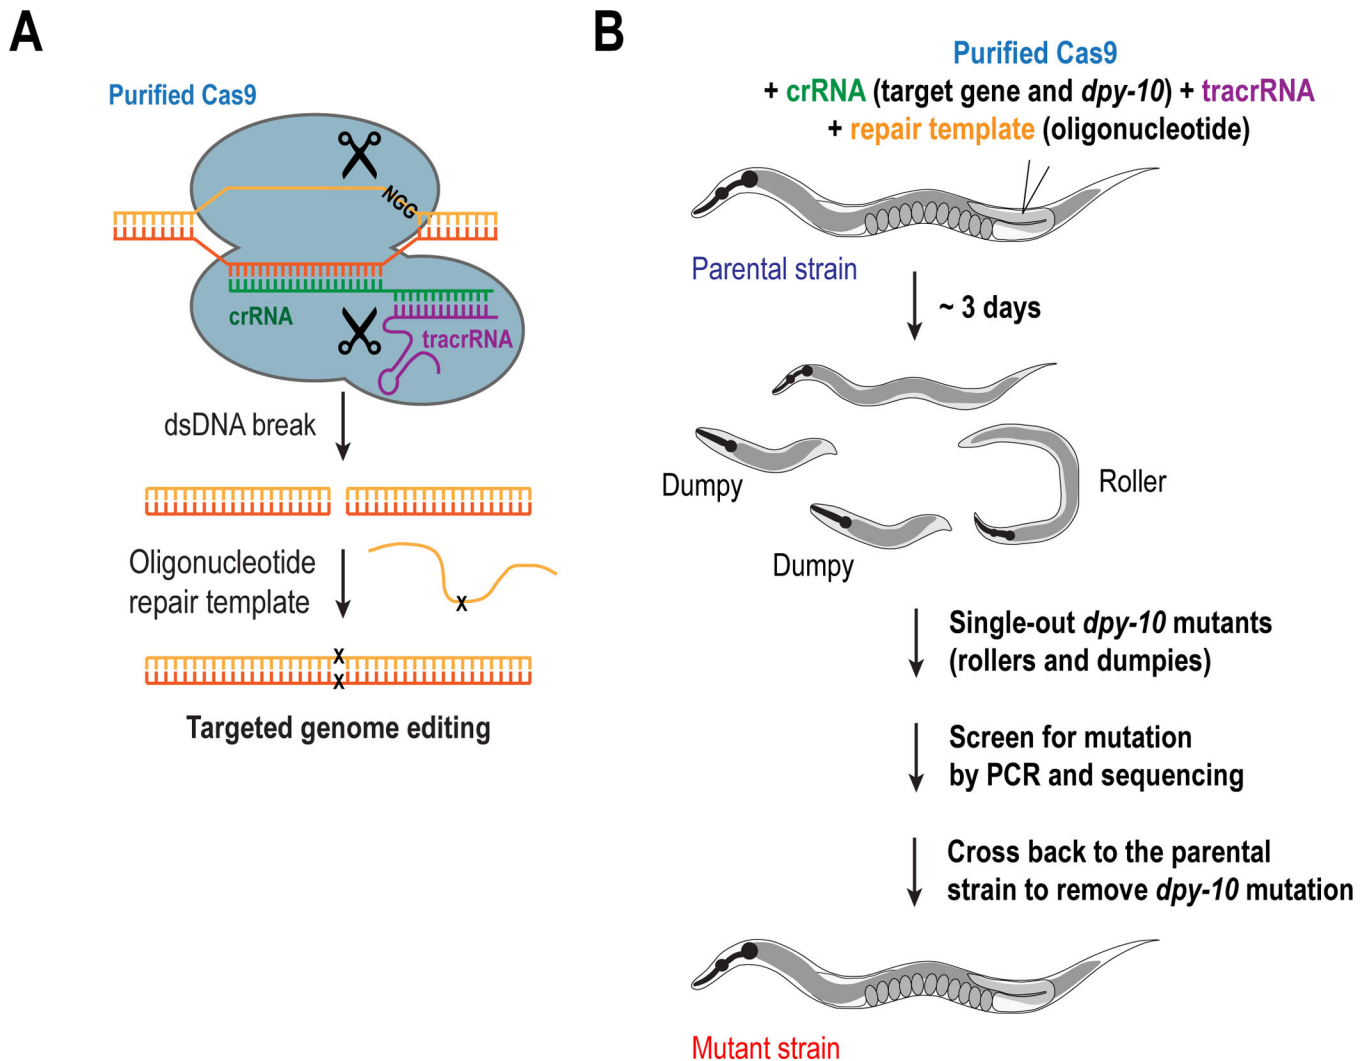 A
Purified Cas9
NGG
crRNA
tracrRNA
dsDNA break
Oligonucleotide
repair template
x
x
x
Targeted genome editing
B
Purified Cas9
+ crRNA (target gene and dpy-10) + tracrRNA
+ repair template (oligonucleotide)
Parental strain
~ 3 days
Dumpy
Roller
Dumpy
Single-out dpy-10 mutants
(rollers and dumpies)
Screen for mutation
by PCR and sequencing
Cross back to the parental
strain to remove dpy-10 mutation
Mutant strain